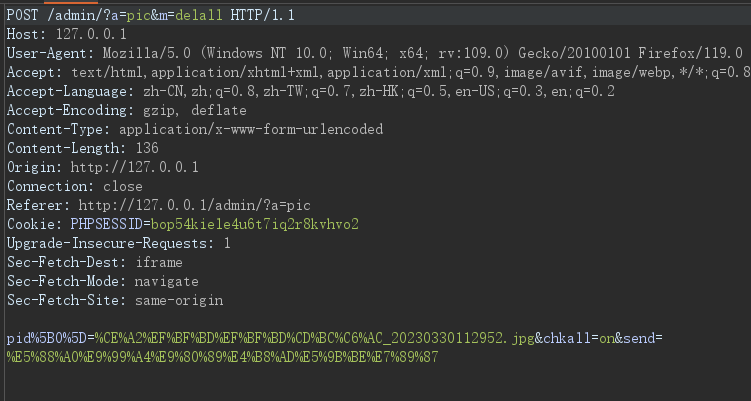 POST /admin/?a=pic&m=delall HTTP/1.1
Host: 127.0.0.1
User-Agent: Mozilla/5.0 (Windows NT 10.0; Win64; x64; rv:109.0) Gecko/20100101 Firefox/119.0
Accept: text/html,application/xhtml+xml,application/xml;q=0.9,image/avif,image/webp,*/*;q=0.8
Accept-Language: zh-CN,zh;q=0.8,zh-TW;q=0.7,zh-HK;q=0.5,en-US;q=0.3,en;q=0.2
Accept-Encoding: gzip, deflate
Content-Type: application/x-www-form-urlencoded
Content-Length: 136
Origin: http://127.0.0.1
Connection: close
Referer: http://127.0.0.1/admin/?a=pic
Cookie: PHPSESSID=bop54kiele4u6t7iq2r8kvhvo2
Upgrade-Insecure-Requests: 1
Sec-Fetch-Dest: iframe
Sec-Fetch-Mode: navigate
Sec-Fetch-Site: same-origin
pid%5B0%5D=%CE%A2%EF%BF%BD%EF%BF%BD%CD%BC%C6%AC_20230330112952.jpg&chkall=on&send=
%E5%88%A0%E9%99%A4%E9%80%89%E4%B8%AD%E5%9B%BE%E7%89%87